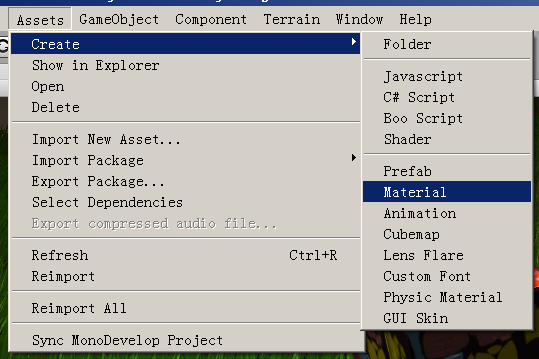 Assets GameObject Component Terrain Window Help
Create
Show in Explorer
Open
Delete
Import New Asset...
Import Package
Export Package...
Select Dependencies
Export compressed audio file...
Refresh Ctrl+R
Reimport
Reimport All
Sync MonoDevelop Project
Folder
Javascript
C# Script
Boo Script
Shader
Prefab
Material
Animation
Cubemap
Lens Flare
Custom Font
Physic Material
GUI Skin